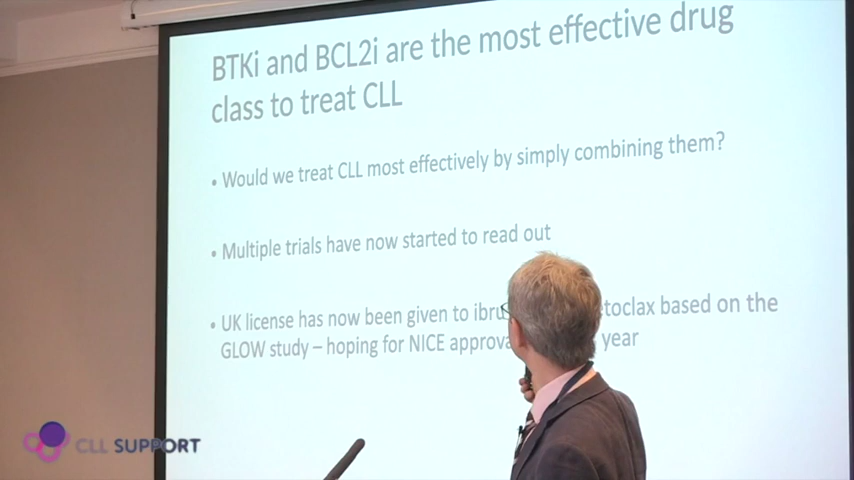 BTKi and BCL2i are the most effective drug
class to treat CLL
• Would we treat CLL most effectively by simply combining them?
• Multiple trials have now started to read out
• UK license has now been given to ibru etoclax based on the
GLOW study – hoping for NICE approva year
CLL SUPPORT